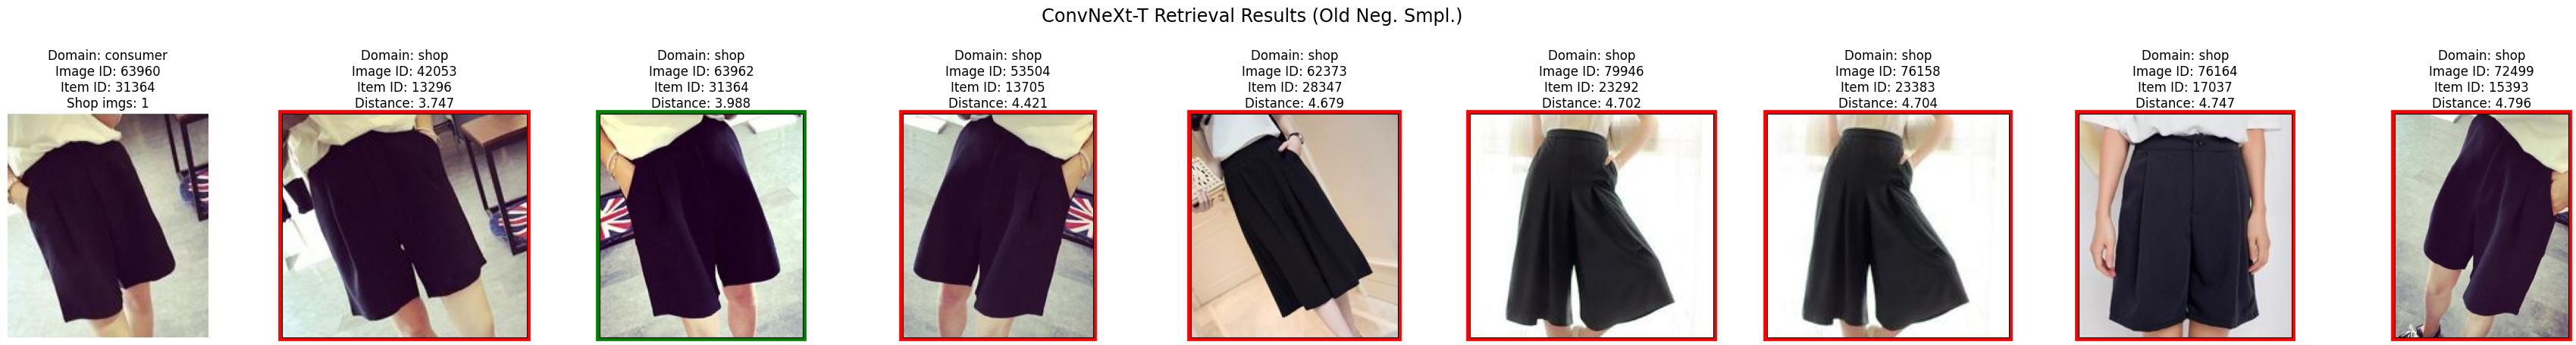 ConvNeXt-T Retrieval Results (Old Neg. Smpl.)
Domain: consumer
Image ID: 63960
Item ID: 31364
Shop imgs: 1
Domain: shop
Image ID: 42053
Item ID: 13296
Distance: 3.747
Domain: shop
Image ID: 63962
Item ID: 31364
Distance: 3.988
Domain: shop
Image ID: 53504
Item ID: 13705
Distance: 4.421
Domain: shop
Image ID: 62373
Item ID: 28347
Distance: 4.679
Domain: shop
Image ID: 79946
Item ID: 23292
Distance: 4.702
Domain: shop
Image ID: 76158
Item ID: 23383
Distance: 4.704
Domain: shop
Image ID: 76164
Item ID: 17037
Distance: 4.747
Domain: shop
Image ID: 72499
Item ID: 15393
Distance: 4.796